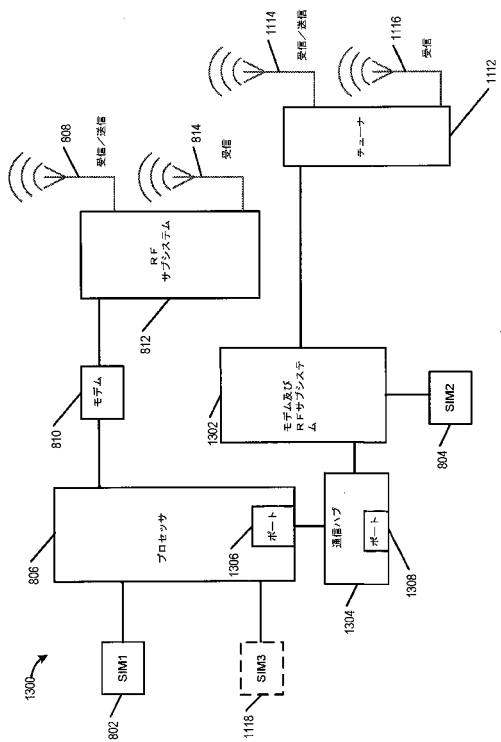 1300
SIM1
802
SIM3
1118
806
プロセッサ
1306
ポート
810
モデム
812
RF
サブシステム
808
受信/送信
814
受信
1304
通信ハブ
ポート
1308
1302
モデム及び
RFサブシステ
ム
SIM2
804
チューナ
1112
1114
受信/送信
1116
受信